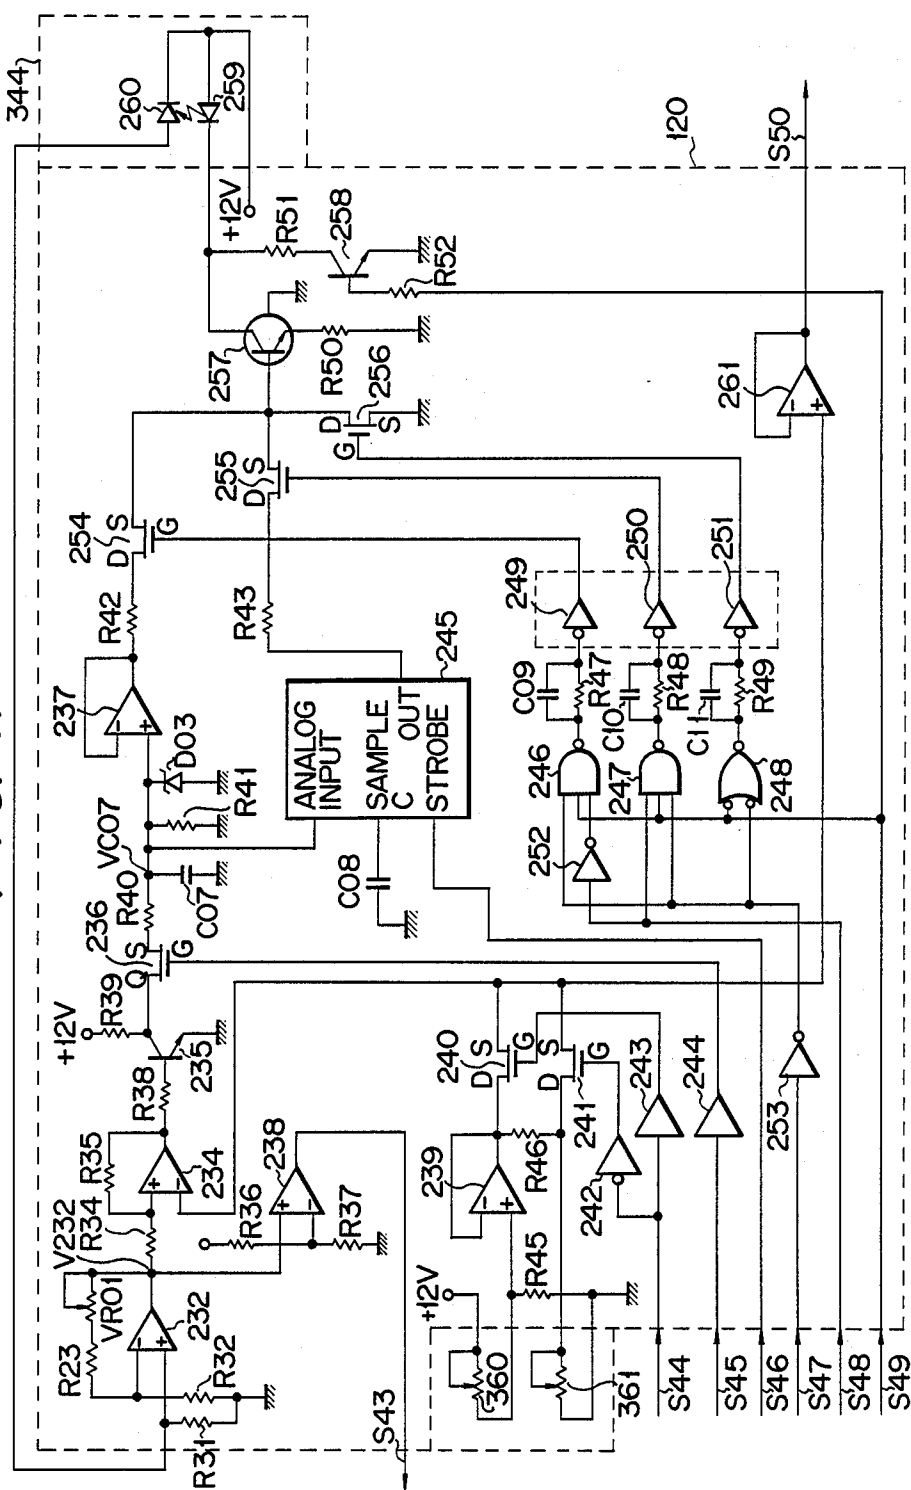 344
260
259
+12V
R51
258
R52
120
S50
257
R50
256
D
S
G
261
254
D
S
G
255
D
S
R42
R43
237
-
+
D03
R41
VC07
C07
R40
245
ANALOG INPUT
SAMPLE
C
OUT
STROBE
C08
249
250
251
C09
R47
C10
R48
C11
R49
246
247
248
252
236
Q
S
G
R39
+12V
235
R38
R35
234
+
-
R34
V232
VR01
R23
232
-
+
R32
R31
238
+
-
R36
R37
S43
240
D
S
G
241
D
S
G
239
-
+
R46
R45
242
243
244
253
+12V
360
361
S44
S45
S46
S47
S48
S49